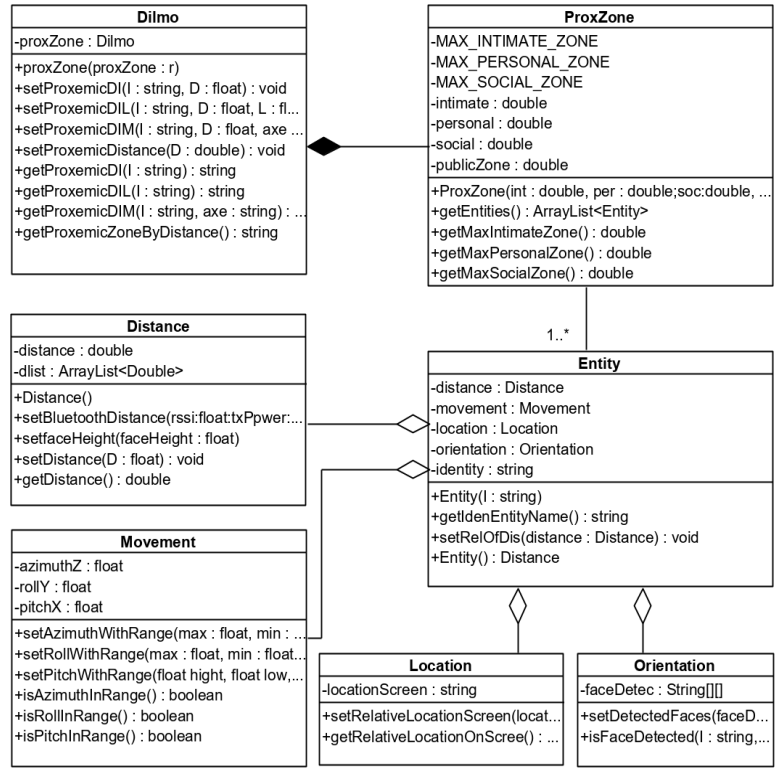 Dilmo
-proxZone : Dilmo
+proxZone(proxZone : r)
+setProxemicDI(I : string, D : float) : void
+setProxemicDIL(I : string, D : float, L : fl...
+setProxemicDIM(I : string, D : float, axe ...
+setProxemicDistance(D : double) : void
+getProxemicDI(I : string) : string
+getProxemicDIL(I : string) : string
+getProxemicDIM(I : string, axe : string) : ...
+getProxemicZoneByDistance() : string
ProxZone
-MAX_INTIMATE_ZONE
-MAX_PERSONAL_ZONE
-MAX_SOCIAL_ZONE
-intimate : double
-personal : double
-social : double
-publicZone : double
+ProxZone(int : double, per : double;soc:double, ...
+getEntities() : ArrayList<Entity>
+getMaxIntimateZone() : double
+getMaxPersonalZone() : double
+getMaxSocialZone() : double
1..*
Distance
-distance : double
-dlist : ArrayList<Double>
+Distance()
+setBluetoothDistance(rssi:float:txPpwer:...
+setfaceHeight(faceHeight : float)
+setDistance(D : float) : void
+getDistance() : double
Entity
-distance : Distance
-movement : Movement
-location : Location
-orientation : Orientation
-identity : string
+Entity(I : string)
+getIdenEntityName() : string
+setRelOfDis(distance : Distance) : void
+Entity() : Distance
Movement
-azimuthZ : float
-rollY : float
-pitchX : float
+setAzimuthWithRange(max : float, min : ...
+setRollWithRange(max : float, min : float...
+setPitchWithRange(float hight, float low,...
+isAzimuthInRange() : boolean
+isRollInRange() : boolean
+isPitchInRange() : boolean
Location
-locationScreen : string
+setRelativeLocationScreen(locat...
+getRelativeLocationOnScree() : ...
Orientation
-faceDetec : String[][]
+setDetectedFaces(faceD...
+isFaceDetected(I : string,...